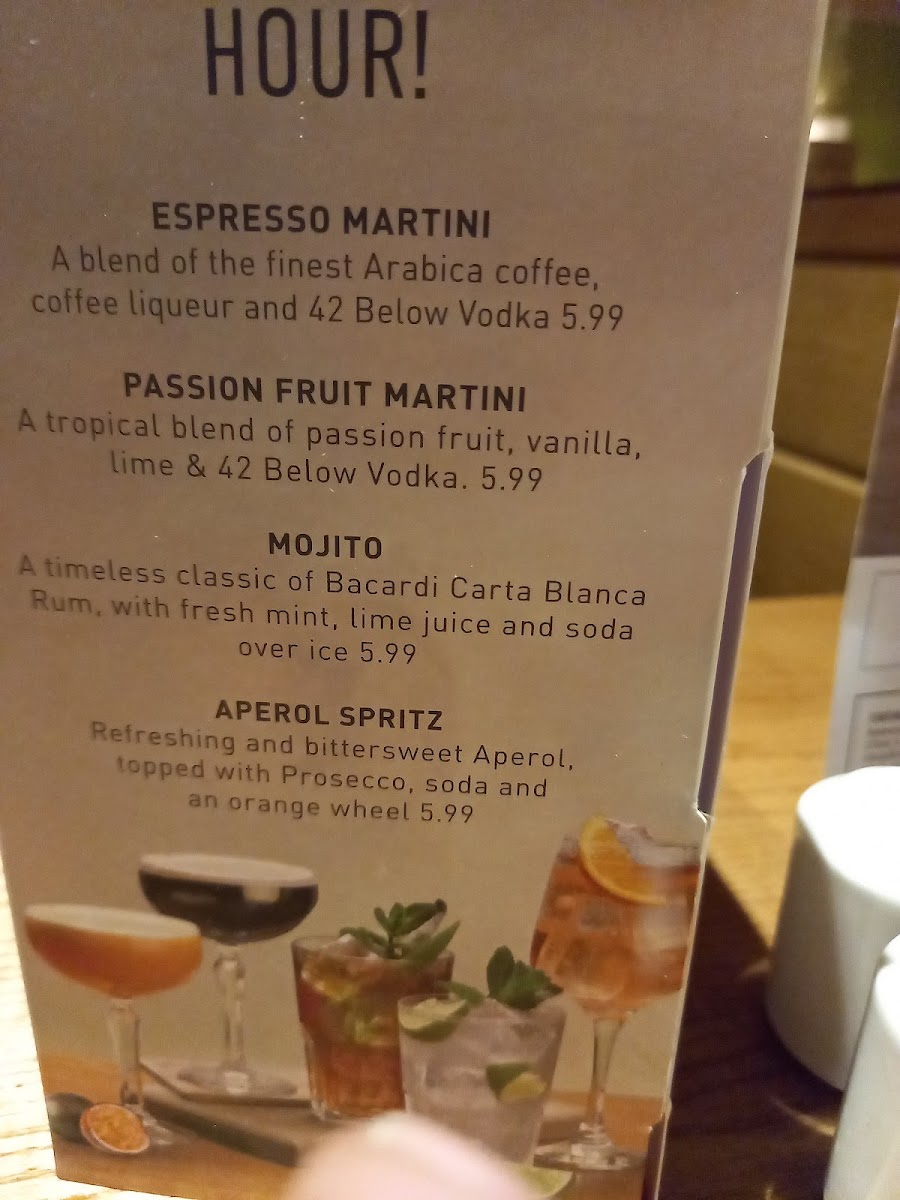 HOUR!
ESPRESSO MARTINI
A blend of the finest Arabica coffee,
coffee liqueur and 42 Below Vodka 5.99
PASSION FRUIT MARTINI
A tropical blend of passion fruit, vanilla,
lime & 42 Below Vodka. 5.99
MOJITO
A timeless classic of Bacardi Carta Blanca
Rum, with fresh mint, lime juice and soda
over ice 5.99
APEROL SPRITZ
Refreshing and bittersweet Aperol,
topped with Prosecco, soda and
an orange wheel 5.99